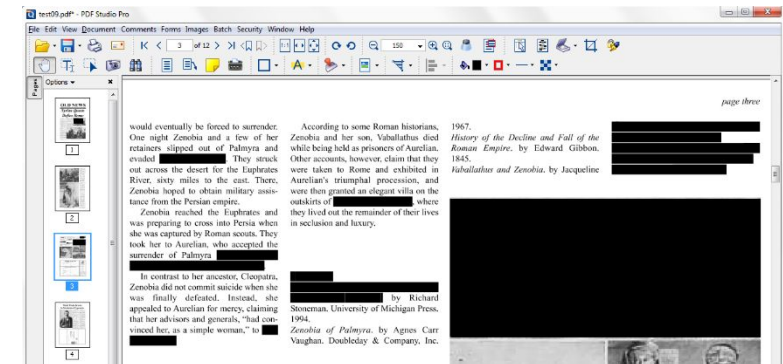 test09.pdf* - PDF Studio Pro
File Edit View Document Comments Forms Images Batch Security Window Help
3 of 12
150
Pages
Options
page three
1
2
3
4
would eventually be forced to surrender.
One night Zenobia and a few of her
retainers slipped out of Palmyra and
evaded . They struck
out across the desert for the Euphrates
River, sixty miles to the east. There,
Zenobia hoped to obtain military assis-
tance from the Persian empire.
Zenobia reached the Euphrates and
was preparing to cross into Persia when
she was captured by Roman scouts. They
took her to Aurelian, who accepted the
surrender of Palmyra
In contrast to her ancestor, Cleopatra,
Zenobia did not commit suicide when she
was finally defeated. Instead, she
appealed to Aurelian for mercy, claiming
that her advisors and generals, "had con-
vinced her, as a simple woman," to
According to some Roman historians,
Zenobia and her son, Vaballathus died
while being held as prisoners of Aurelian.
Other accounts, however, claim that they
were taken to Rome and exhibited in
Aurelian's triumphal procession, and
were then granted an elegant villa on the
outskirts of , where
they lived out the remainder of their lives
in seclusion and luxury.
by Richard
Stoneman. University of Michigan Press.
1994.
Zenobia of Palmyra. by Agnes Carr
Vaughan. Doubleday & Company, Inc.
1967.
History of the Decline and Fall of the
Roman Empire. by Edward Gibbon.
1845.
Vaballathus and Zenobia. by Jacqueline